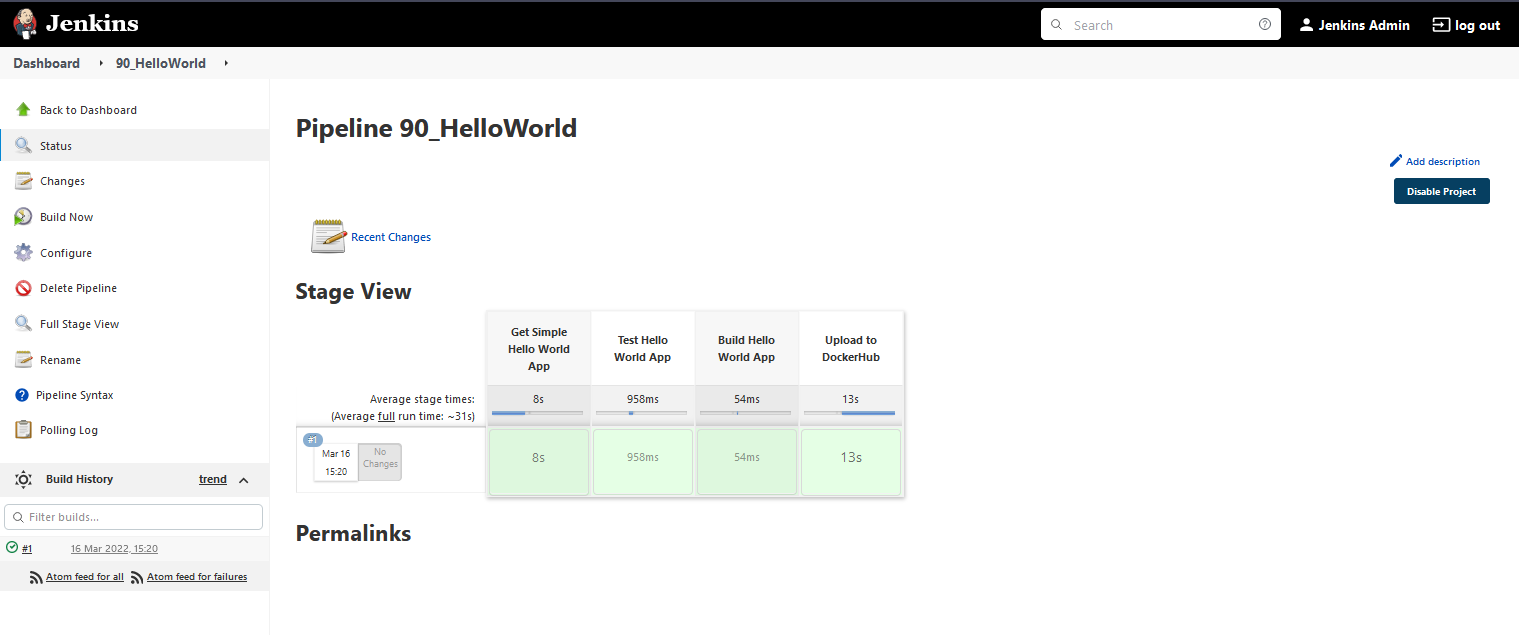 Jenkins
Search
Jenkins Admin
log out
Dashboard
90_HelloWorld
Back to Dashboard
Status
Changes
Build Now
Configure
Delete Pipeline
Full Stage View
Rename
Pipeline Syntax
Polling Log
Build History
trend
Filter builds...
#1
16 Mar 2022, 15:20
Atom feed for all
Atom feed for failures
Pipeline 90_HelloWorld
Add description
Disable Project
Recent Changes
Stage View
Get Simple
Hello World
App
Test Hello
World App
Build Hello
World App
Upload to
DockerHub
Average stage times:
(Average full run time: ~31s)
8s
958ms
54ms
13s
#1
Mar 16
15:20
No
Changes
8s
958ms
54ms
13s
Permalinks